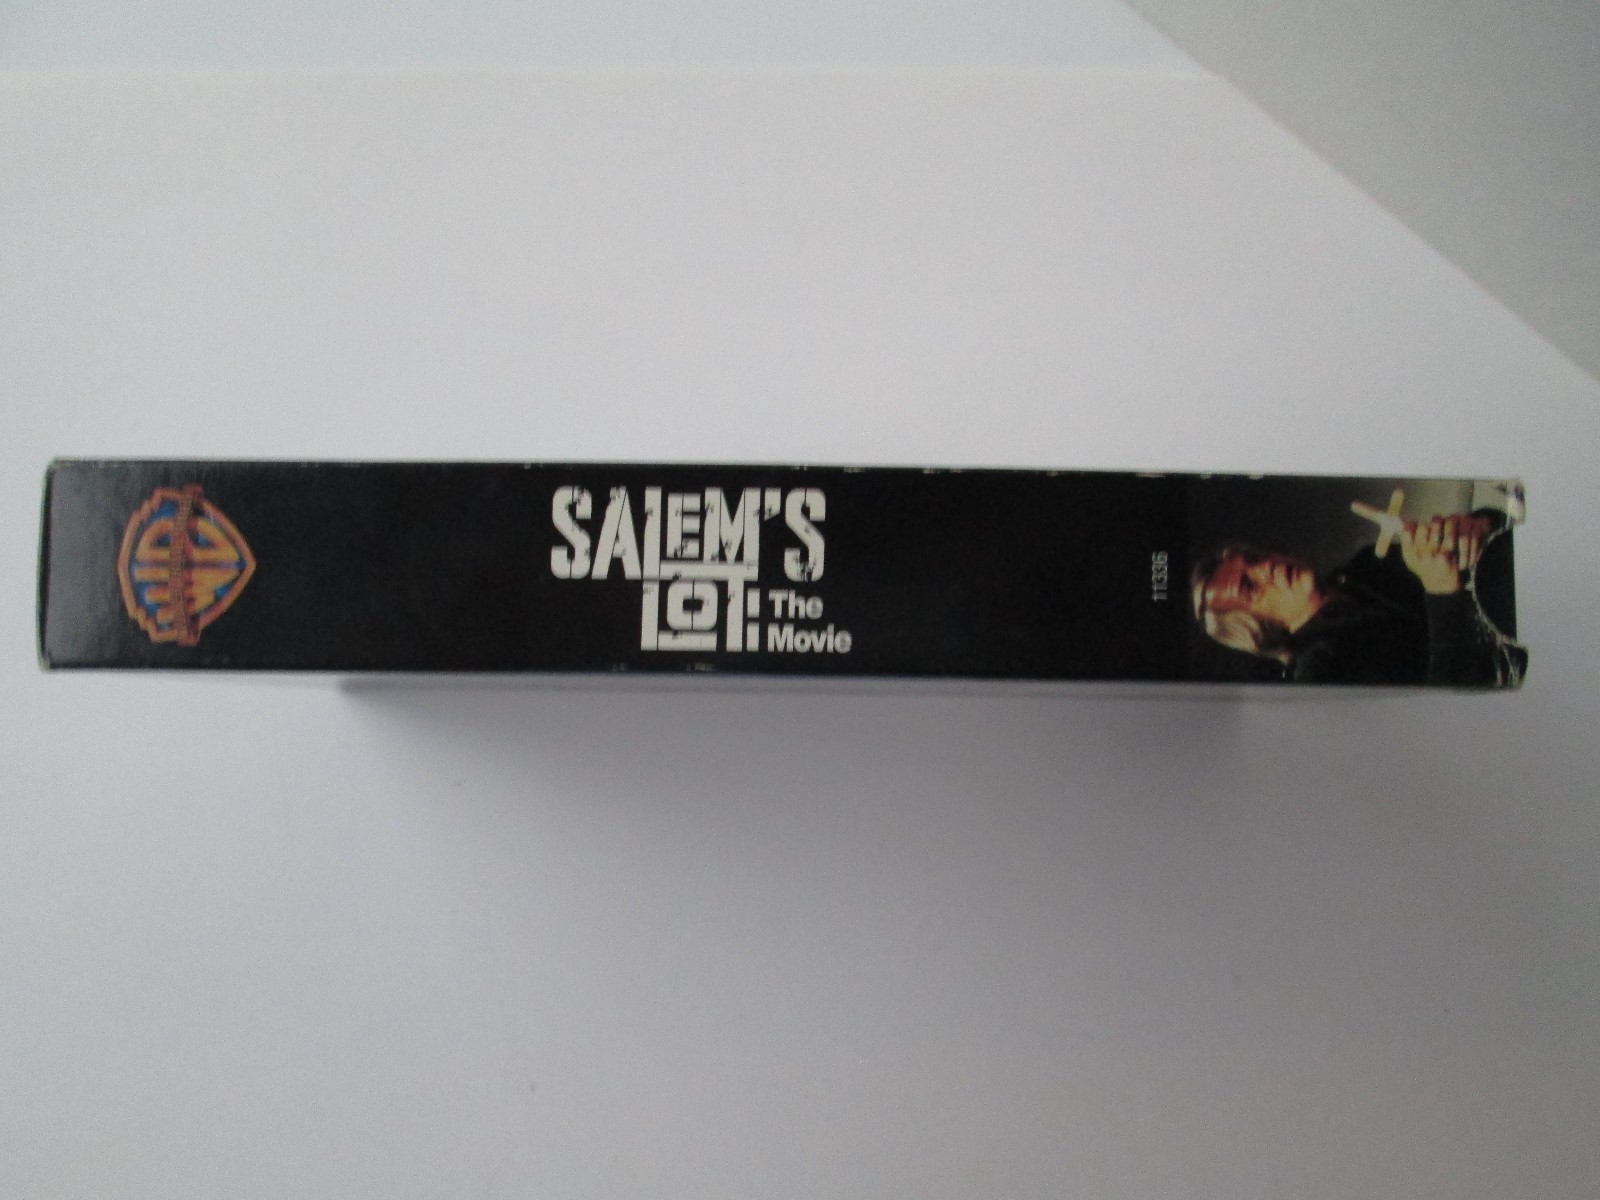 SALEM'S
LOT:
The
Movie
11336